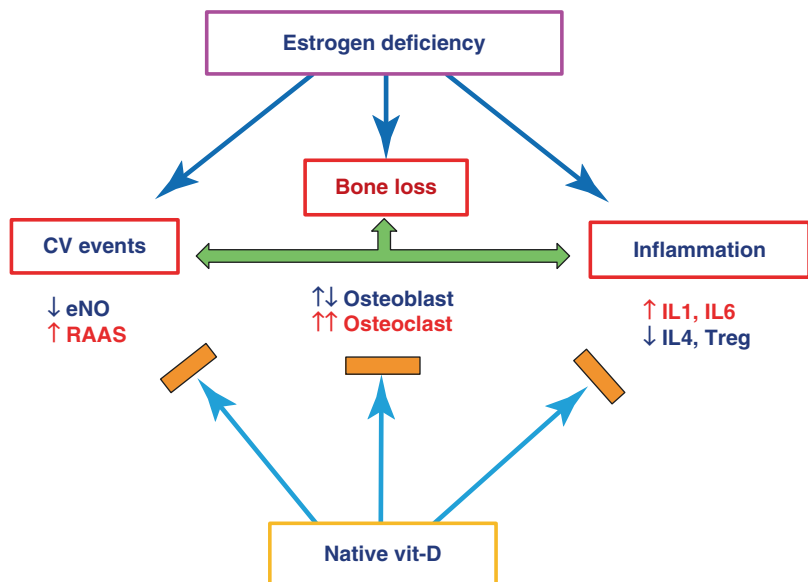 Estrogen deficiency
Bone loss
CV events
Inflammation
↓ eNO
↑ RAAS
↑↓ Osteoblast
↑↑ Osteoclast
↑ IL1, IL6
↓ IL4, Treg
Native vit-D